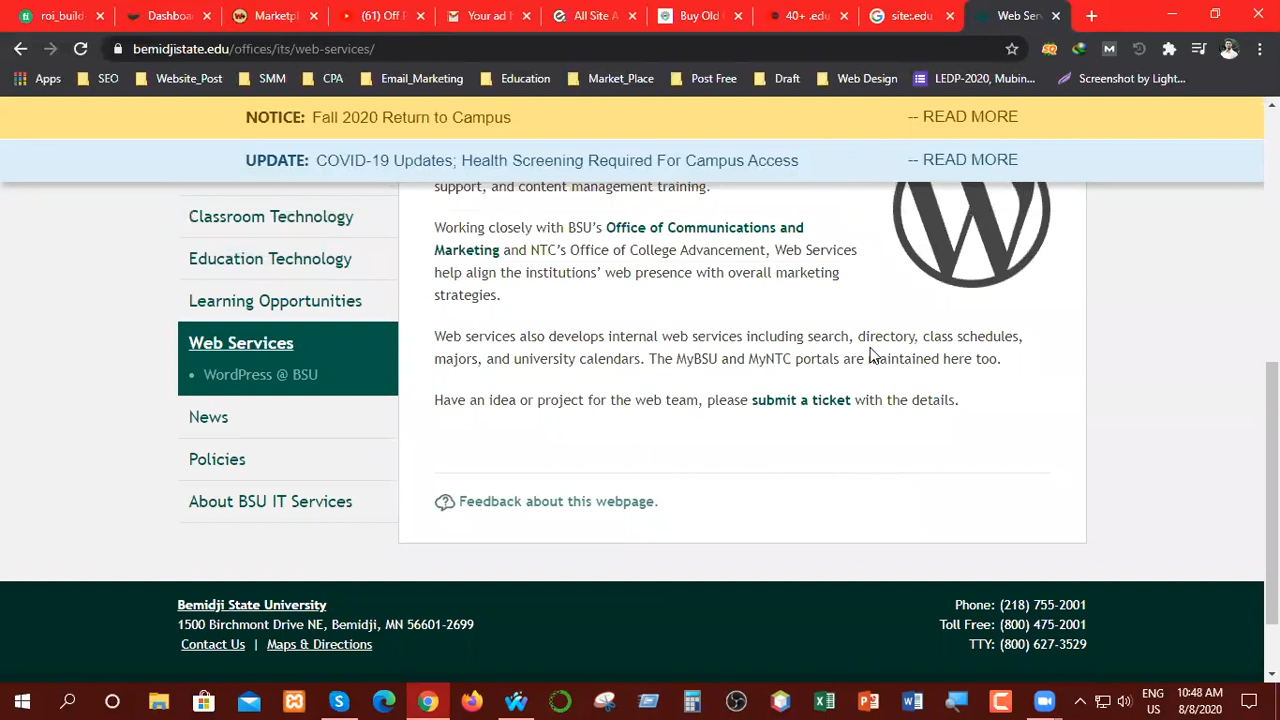 roi_build
Dashboa
Marketpl
(61) Off P
Your ad h
All Site A
Buy Old
40+ .edu
site:.edu
Web Serv
bemidjistate.edu/offices/its/web-services/
Apps
SEO
Website_Post
SMM
CPA
Email_Marketing
Education
Market_Place
Post Free
Draft
Web Design
LEDP-2020, Mubin...
Screenshot by Light...
NOTICE: Fall 2020 Return to Campus -- READ MORE
UPDATE: COVID-19 Updates; Health Screening Required For Campus Access -- READ MORE
Classroom Technology
Education Technology
Learning Opportunities
Web Services
WordPress @ BSU
News
Policies
About BSU IT Services
support, and content management training.
Working closely with BSU’s Office of Communications and
Marketing and NTC’s Office of College Advancement, Web Services
help align the institutions’ web presence with overall marketing
strategies.
Web services also develops internal web services including search, directory, class schedules,
majors, and university calendars. The MyBSU and MyNTC portals are maintained here too.
Have an idea or project for the web team, please submit a ticket with the details.
Feedback about this webpage.
Bemidji State University
1500 Birchmont Drive NE, Bemidji, MN 56601-2699
Contact Us | Maps & Directions
Phone: (218) 755-2001
Toll Free: (800) 475-2001
TTY: (800) 627-3529
ENG
US
10:48 AM
8/8/2020